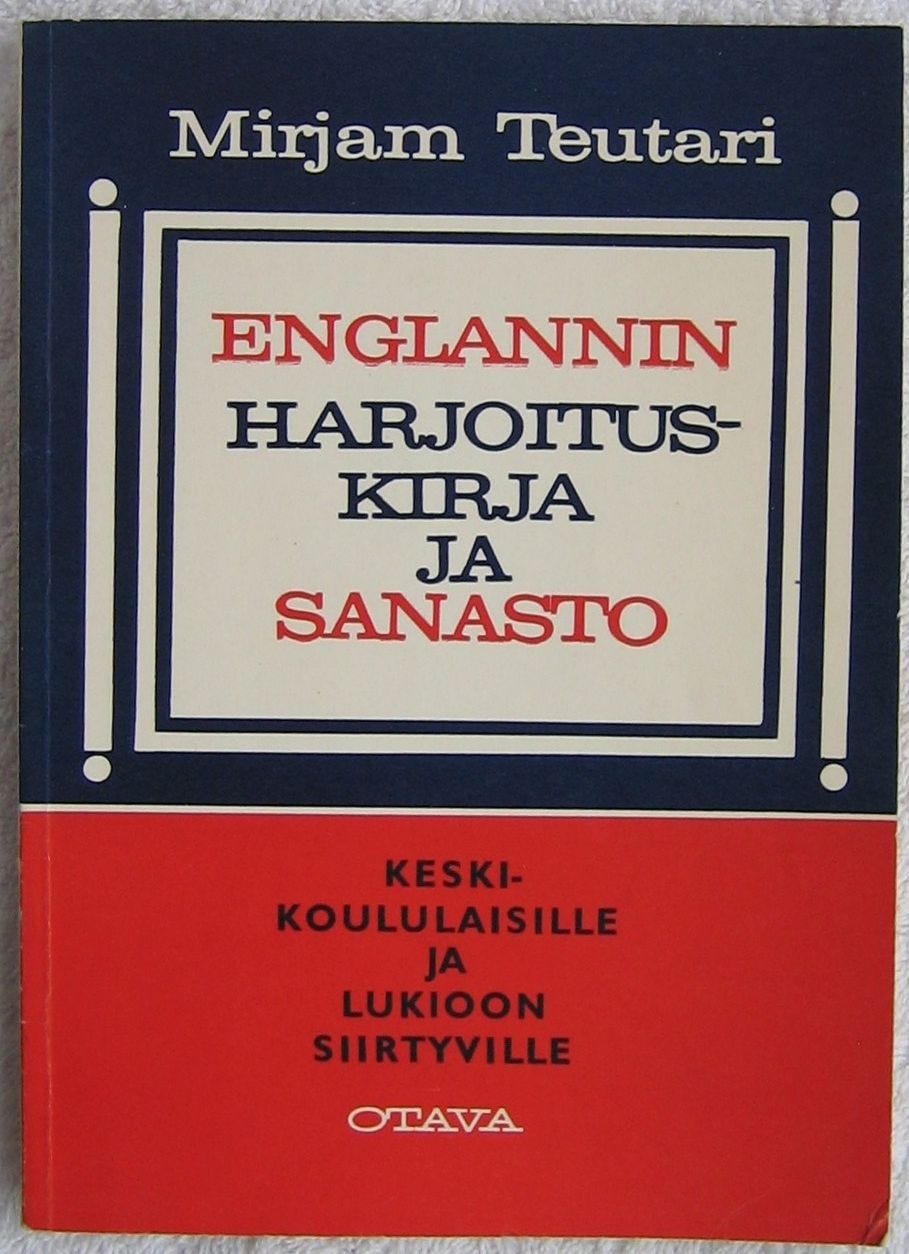 Mirjam Teutari
ENGLANNIN
HARJOITUS-
KIRJA
JA
SANASTO
KESKI-
KOULULAISILLE
JA
LUKIOON
SIIRTYVILLE
OTAVA